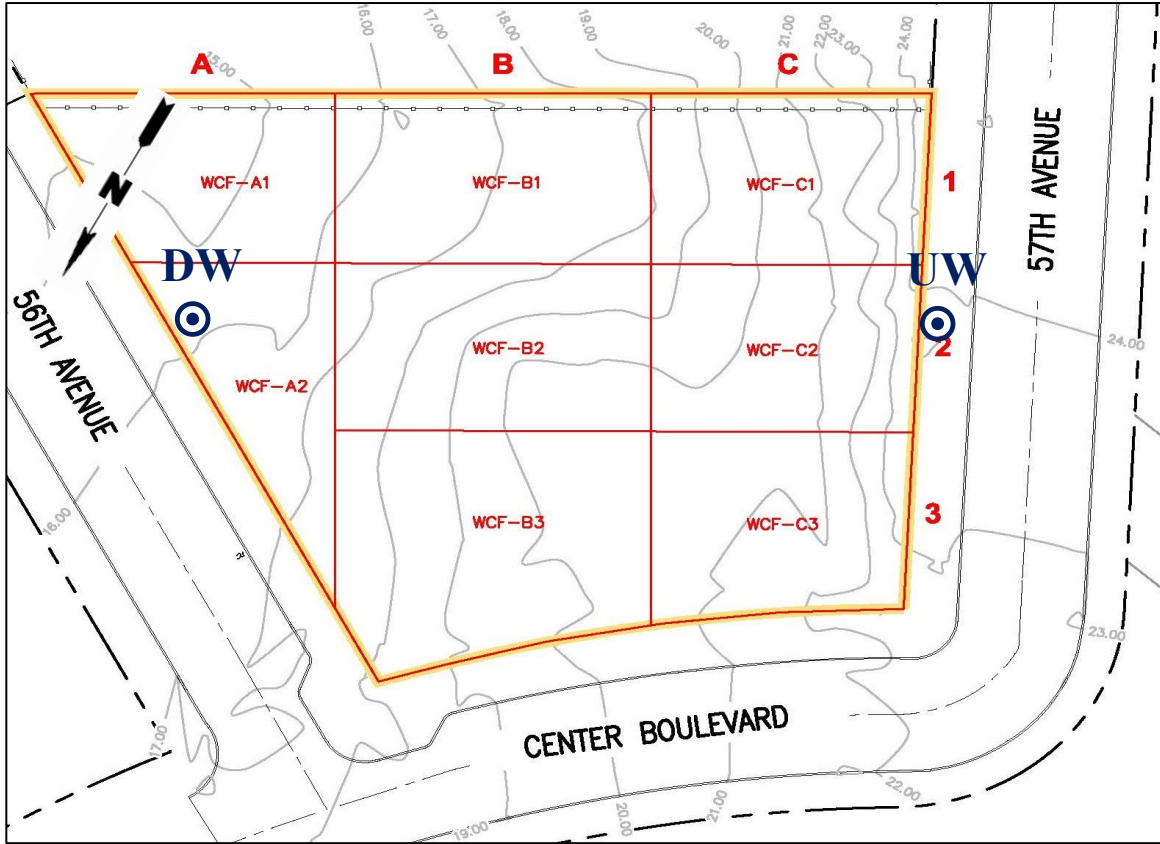 16.00
17.00
18.00
19.00
20.00
21.00
22.00
23.00
24.00
A
B
C
15.00
N
WCF-A1
WCF-B1
WCF-C1
1
57TH AVENUE
DW
UW
56TH AVENUE
WCF-A2
WCF-B2
WCF-C2
2
24.00
16.00
WCF-B3
WCF-C3
3
23.00
17.00
CENTER BOULEVARD
19.00
20.00
21.00
22.00